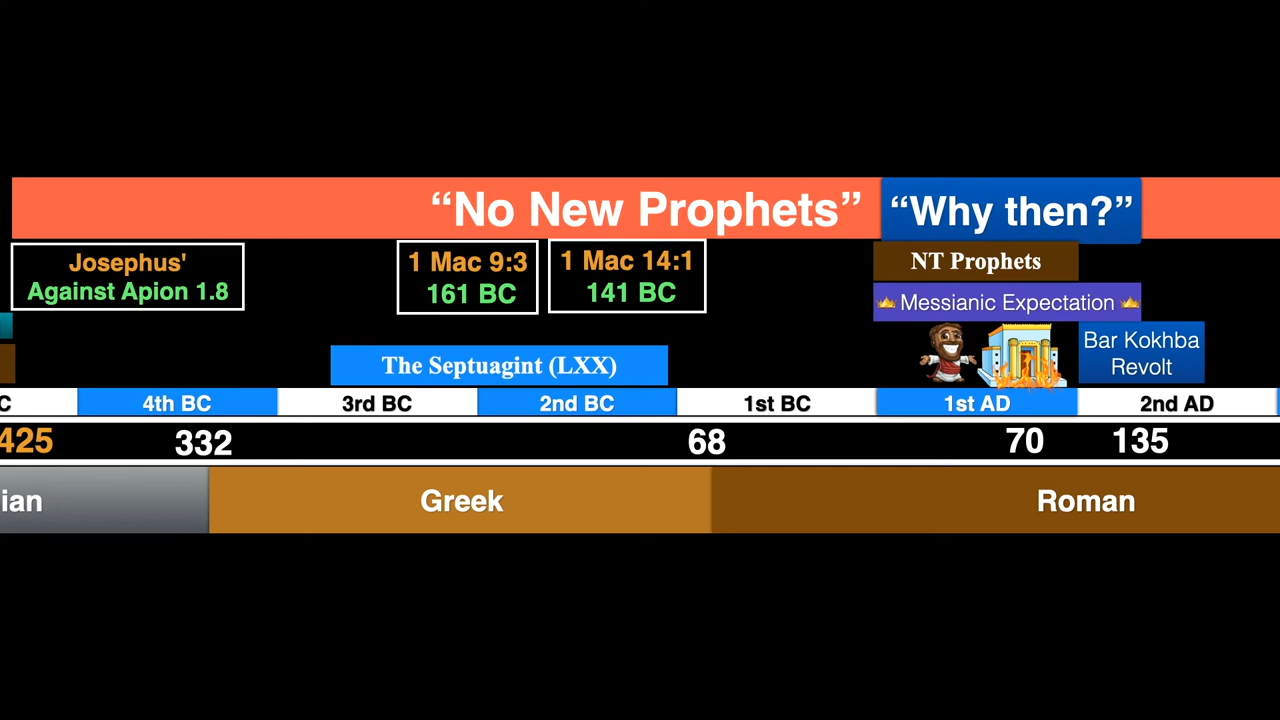 “No New Prophets”
“Why then?”
Josephus'
Against Apion 1.8
1 Mac 9:3
161 BC
1 Mac 14:1
141 BC
NT Prophets
Messianic Expectation
The Septuagint (LXX)
Bar Kokhba
Revolt
C
4th BC
3rd BC
2nd BC
1st BC
1st AD
2nd AD
425
332
68
70
135
ian
Greek
Roman